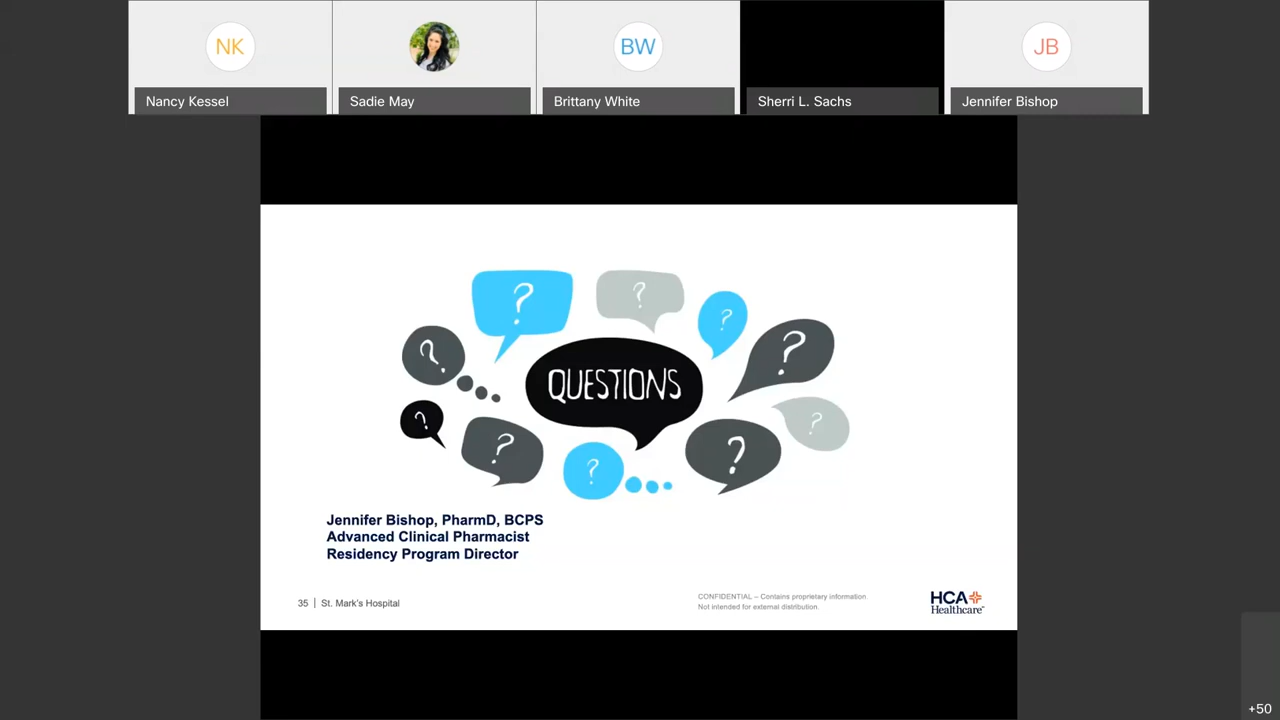 NK
BW
JB
Nancy Kessel
Sadie May
Brittany White
Sherri L. Sachs
Jennifer Bishop
?
?
?
?
?
QUESTIONS
?
?
?
?
?
Jennifer Bishop, PharmD, BCPS
Advanced Clinical Pharmacist
Residency Program Director
35 | St. Mark's Hospital
CONFIDENTIAL – Contains proprietary information
Not intended for external distribution
HCA
Healthcare
+50